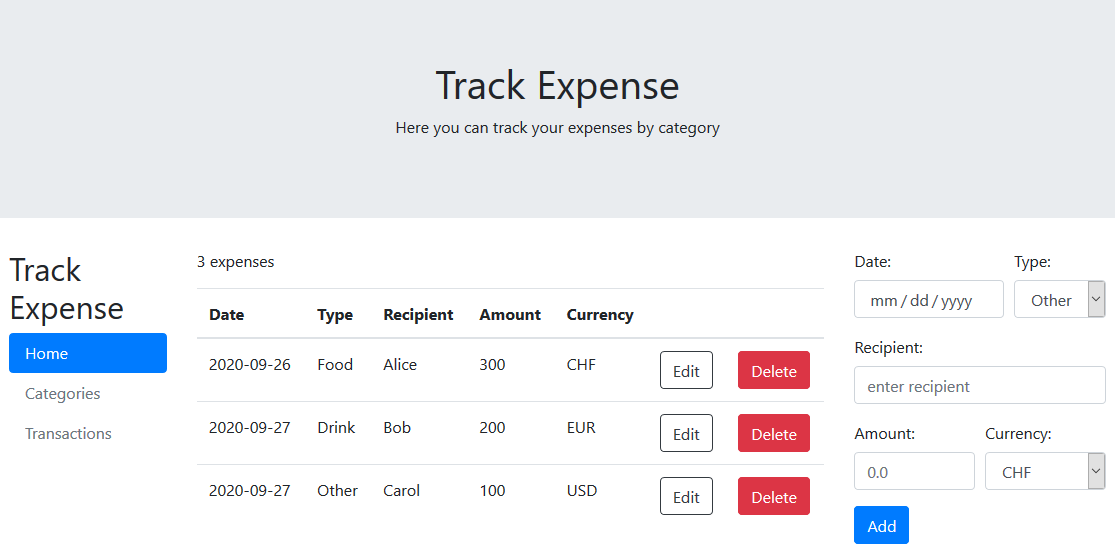 Track Expense
Here you can track your expenses by category
Track
Expense
Home
Categories
Transactions
3 expenses
Date Type Recipient Amount Currency
2020-09-26 Food Alice 300 CHF Edit Delete
2020-09-27 Drink Bob 200 EUR Edit Delete
2020-09-27 Other Carol 100 USD Edit Delete
Date: Type:
mm / dd / yyyy Other
Recipient:
enter recipient
Amount: Currency:
0.0 CHF
Add